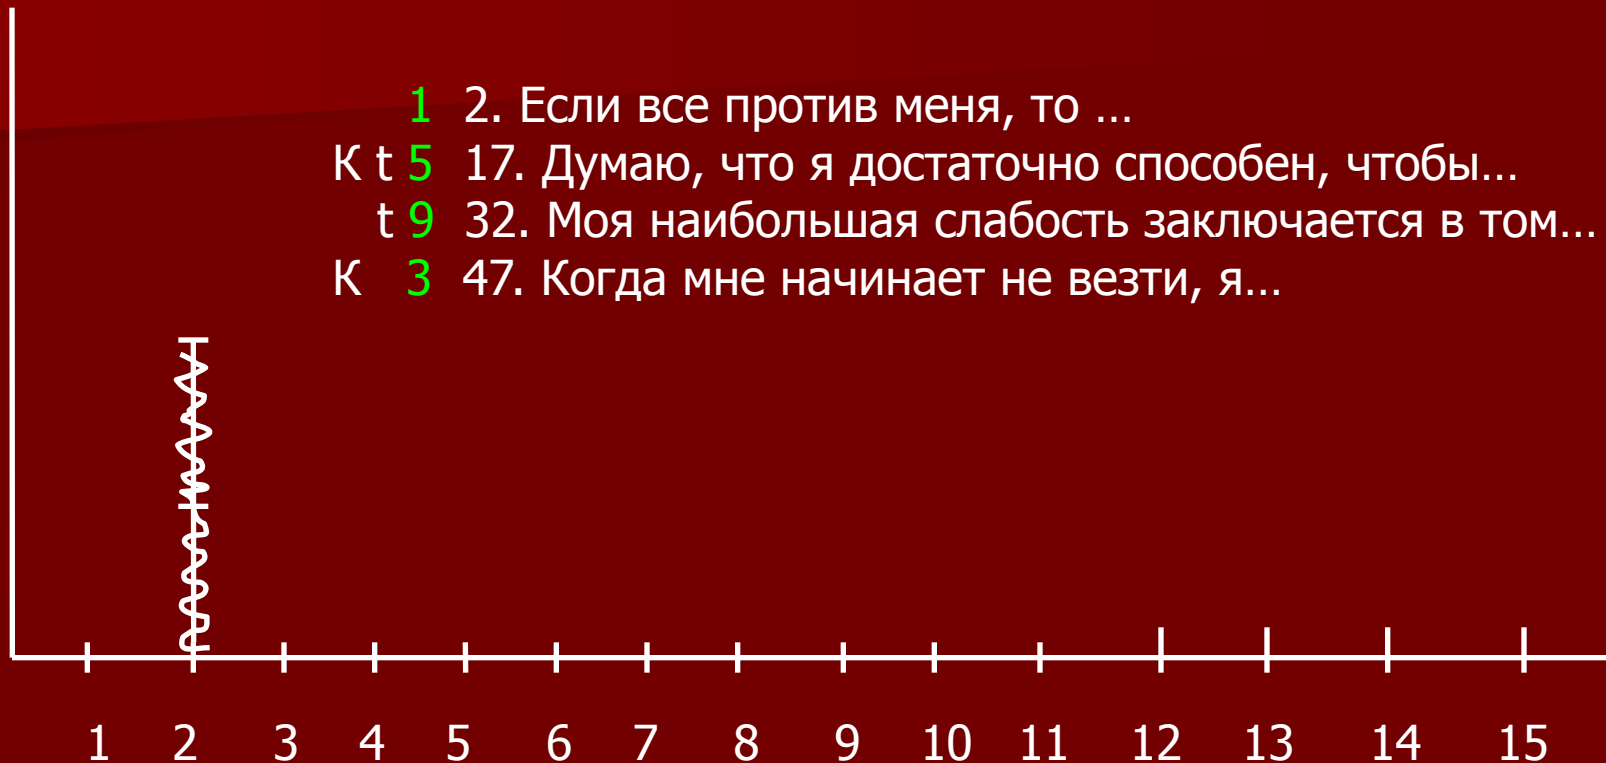 1 2. Если все против меня, то …
К t 5 17. Думаю, что я достаточно способен, чтобы…
t 9 32. Моя наибольшая слабость заключается в том…
К 3 47. Когда мне начинает не везти, я…
1 2 3 4 5 6 7 8 9 10 11 12 13 14 15